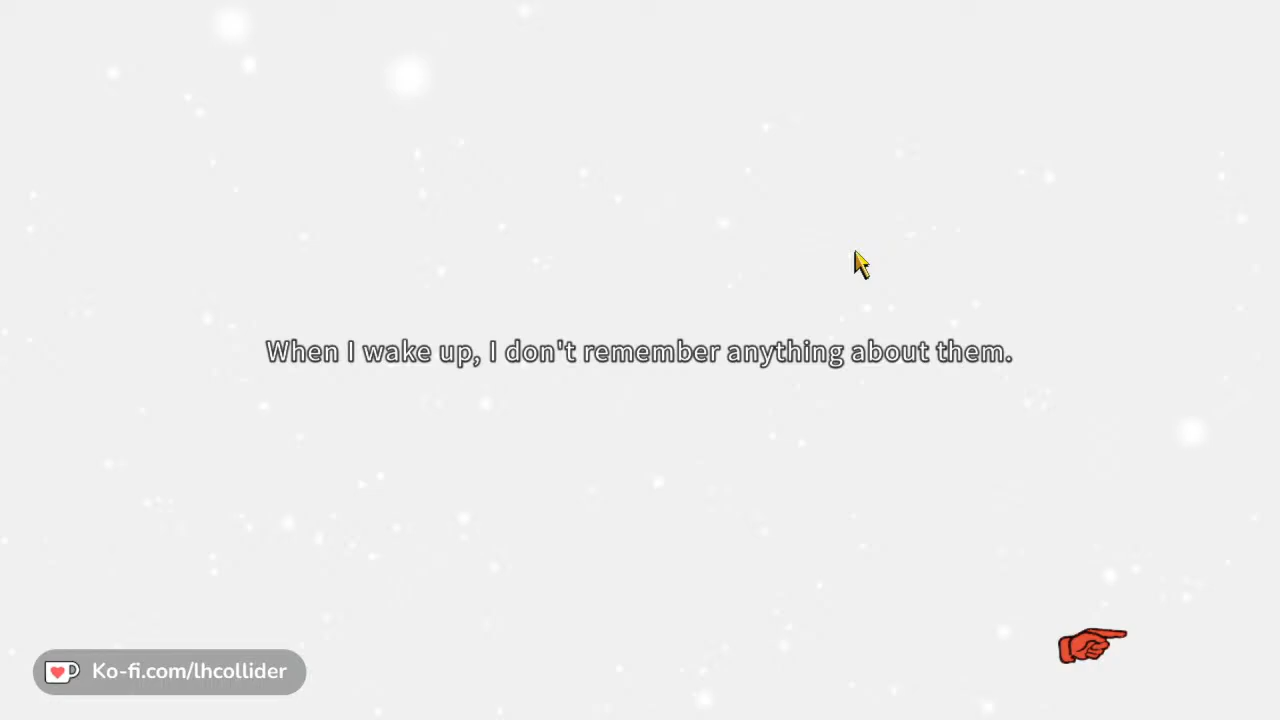 When I wake up, I don't remember anything about them.
Ko-fi.com/lhcollider